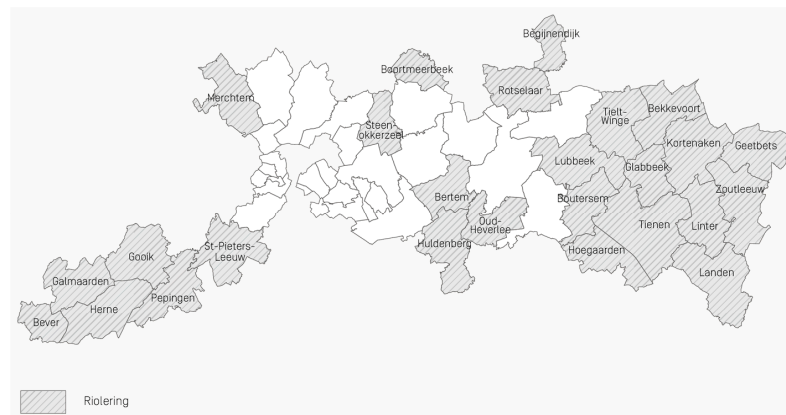 Begijnendijk
Boortmeerbeek
Rotselaar
Merchtem
Tielt-
Winge
Bekkevoort
Steen-
okkerzeel
Kortenaken
Geetbets
Lubbeek
Glabbeek
Zoutleeuw
Bertem
Boutersem
Oud-
Heverlee
Tienen
Linter
Huldenberg
Hoegaarden
St-Pieters-
Leeuw
Gooik
Landen
Galmaarden
Pepingen
Herne
Bever
Riolering